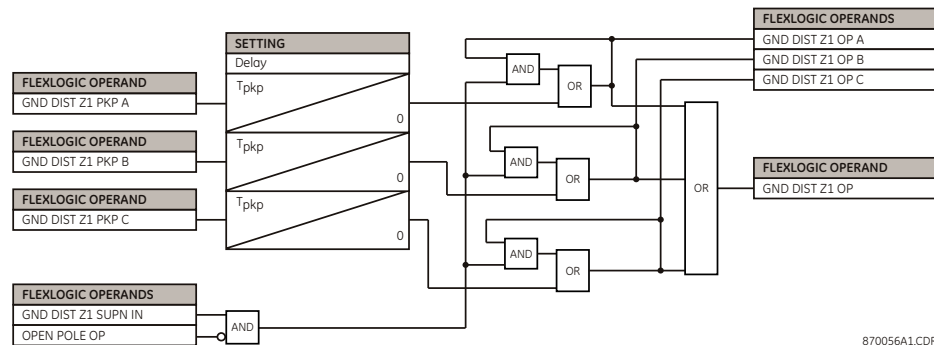 FLEXLOGIC OPERAND
GND DIST Z1 PKP A
FLEXLOGIC OPERAND
GND DIST Z1 PKP B
FLEXLOGIC OPERAND
GND DIST Z1 PKP C
FLEXLOGIC OPERANDS
GND DIST Z1 SUPN IN
OPEN POLE OP
AND
SETTING
Delay
Tpkp
0
Tpkp
0
Tpkp
0
AND
OR
AND
OR
AND
OR
OR
FLEXLOGIC OPERANDS
GND DIST Z1 OP A
GND DIST Z1 OP B
GND DIST Z1 OP C
FLEXLOGIC OPERAND
GND DIST Z1 OP
870056A1.CDR